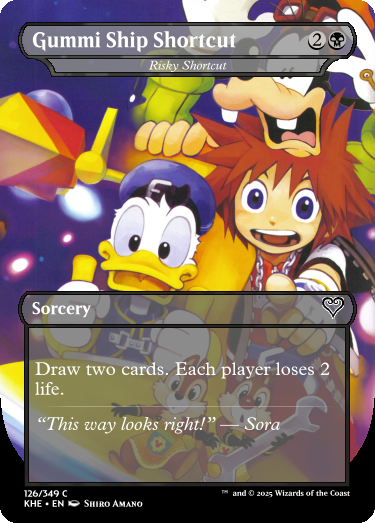 Gummi Ship Shortcut 2
Risky Shortcut
Sorcery
Draw two cards. Each player loses 2
life.
“This way looks right!” — Sora
126/349 C
KHE • EN Shiro Amano
™ and © 2025 Wizards of the Coast